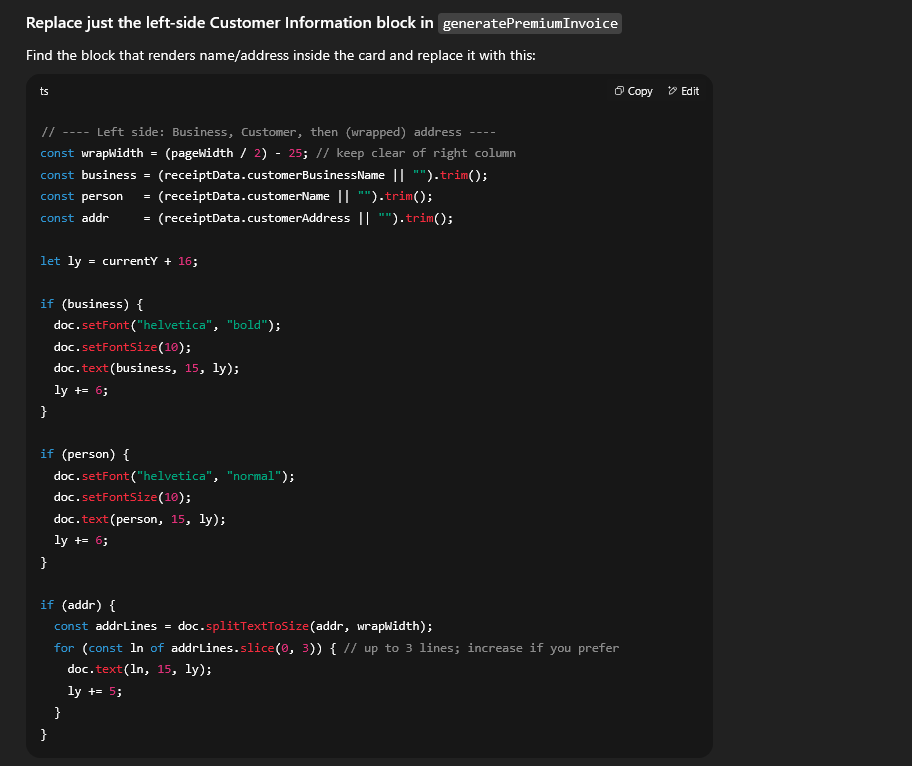 Replace just the left-side Customer Information block in generatePremiumInvoice
Find the block that renders name/address inside the card and replace it with this:
ts
Copy Edit
// ---- Left side: Business, Customer, then (wrapped) address ----
const wrapWidth = (pageWidth / 2) - 25; // keep clear of right column
const business = (receiptData.customerBusinessName || "").trim();
const person   = (receiptData.customerName || "").trim();
const addr     = (receiptData.customerAddress || "").trim();

let ly = currentY + 16;

if (business) {
  doc.setFont("helvetica", "bold");
  doc.setFontSize(10);
  doc.text(business, 15, ly);
  ly += 6;
}

if (person) {
  doc.setFont("helvetica", "normal");
  doc.setFontSize(10);
  doc.text(person, 15, ly);
  ly += 6;
}

if (addr) {
  const addrLines = doc.splitTextToSize(addr, wrapWidth);
  for (const ln of addrLines.slice(0, 3)) { // up to 3 lines; increase if you prefer
    doc.text(ln, 15, ly);
    ly += 5;
  }
}